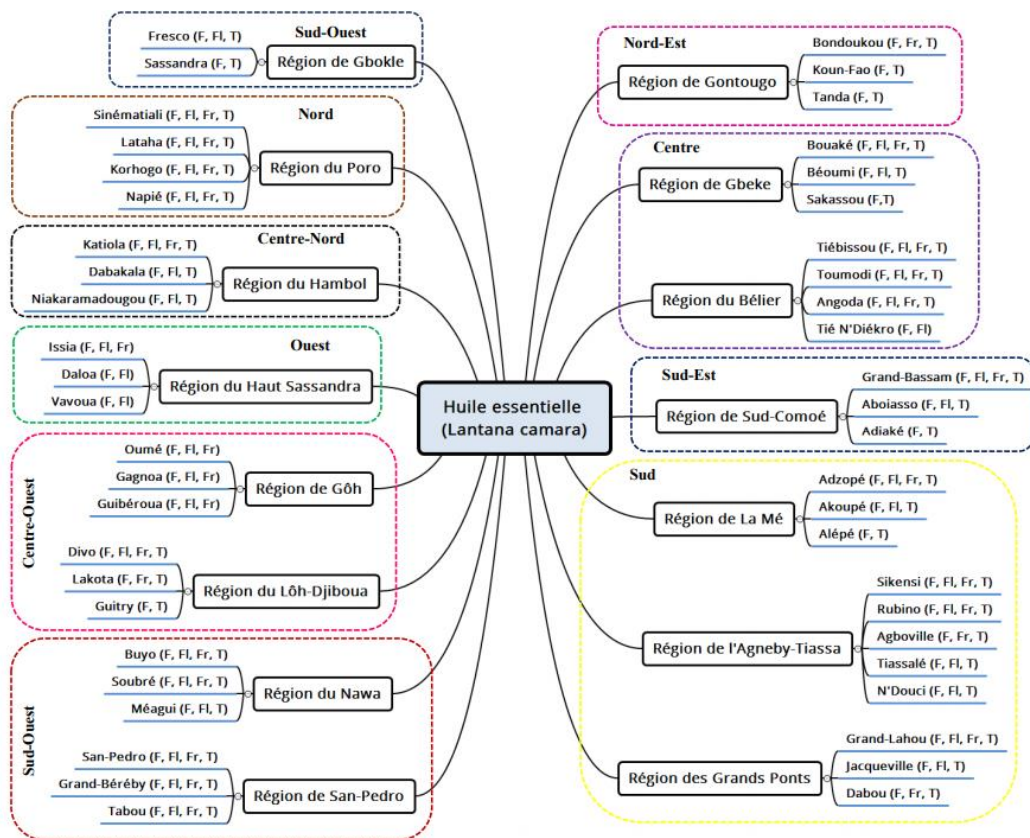 Sud-Ouest
Fresco (F, Fl, T)
Sassandra (F, T)
Région de Gbokle
Nord
Sinématiali (F, Fl, Fr, T)
Lataha (F, Fl, Fr, T)
Korhogo (F, Fl, Fr, T)
Napié (F, Fl, Fr, T)
Région du Poro
Centre-Nord
Katiola (F, Fl, Fr, T)
Dabakala (F, Fl, T)
Niakaramadougou (F, Fl, T)
Région du Hambol
Ouest
Issia (F, Fl, Fr)
Daloa (F, Fl)
Vavoua (F, Fl)
Région du Haut Sassandra
Centre-Ouest
Oumé (F, Fl, Fr)
Gagnoa (F, Fl, Fr)
Guibéroua (F, Fl, Fr)
Région de Gôh
Divo (F, Fl, Fr, T)
Lakota (F, Fr, T)
Guitry (F, T)
Région du Lôh-Djiboua
Sud-Ouest
Buyo (F, Fl, Fr, T)
Soubré (F, Fl, Fr, T)
Méagui (F, Fl, T)
Région du Nawa
San-Pedro (F, Fl, Fr, T)
Grand-Béréby (F, Fl, Fr, T)
Tabou (F, Fl, Fr, T)
Région de San-Pedro
Huile essentielle
(Lantana camara)
Nord-Est
Région de Gontougo
Bondoukou (F, Fr, T)
Koun-Fao (F, T)
Tanda (F, T)
Centre
Région de Gbeke
Bouaké (F, Fl, Fr, T)
Béoumi (F, Fl, T)
Sakassou (F,T)
Région du Bélier
Tiébissou (F, Fl, Fr, T)
Toumodi (F, Fl, Fr, T)
Angoda (F, Fl, Fr, T)
Tié N'Diékro (F, Fl)
Sud-Est
Région de Sud-Comoé
Grand-Bassam (F, Fl, Fr, T)
Aboiasso (F, Fl, T)
Adiaké (F, T)
Sud
Région de La Mé
Adzopé (F, Fl, Fr, T)
Akoupé (F, Fl, T)
Alépé (F, T)
Région de l'Agneby-Tiassa
Sikensi (F, Fl, Fr, T)
Rubino (F, Fl, Fr, T)
Agboville (F, Fr, T)
Tiassalé (F, Fl, T)
N'Douci (F, Fl, T)
Région des Grands Ponts
Grand-Lahou (F, Fl, Fr, T)
Jacqueville (F, Fl, T)
Dabou (F, Fr, T)